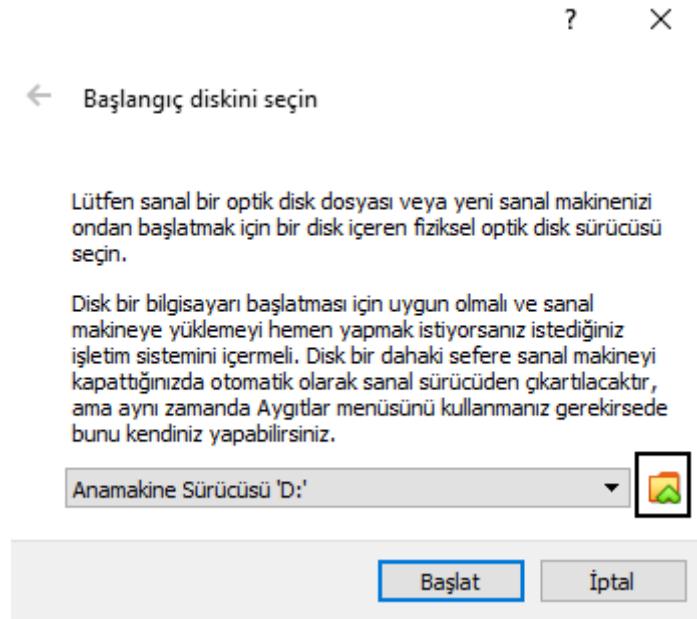 ?
Başlangıç diskini seçin
Lütfen sanal bir optik disk dosyası veya yeni sanal makinenizi
ondan başlatmak için bir disk içeren fiziksel optik disk sürücüsü
seçin.
Disk bir bilgisayarı başlatması için uygun olmalı ve sanal
makineye yüklemeyi hemen yapmak istiyorsanız istediğiniz
işletim sistemini içermeli. Disk bir dahaki sefere sanal makineyi
kapattığınızda otomatik olarak sanal sürücüden çıkartılacaktır,
ama aynı zamanda Aygıtlar menüsünü kullanmanız gerekirsede
bunu kendiniz yapabilirsiniz.
Anamakine Sürücüsü 'D:'
Başlat İptal